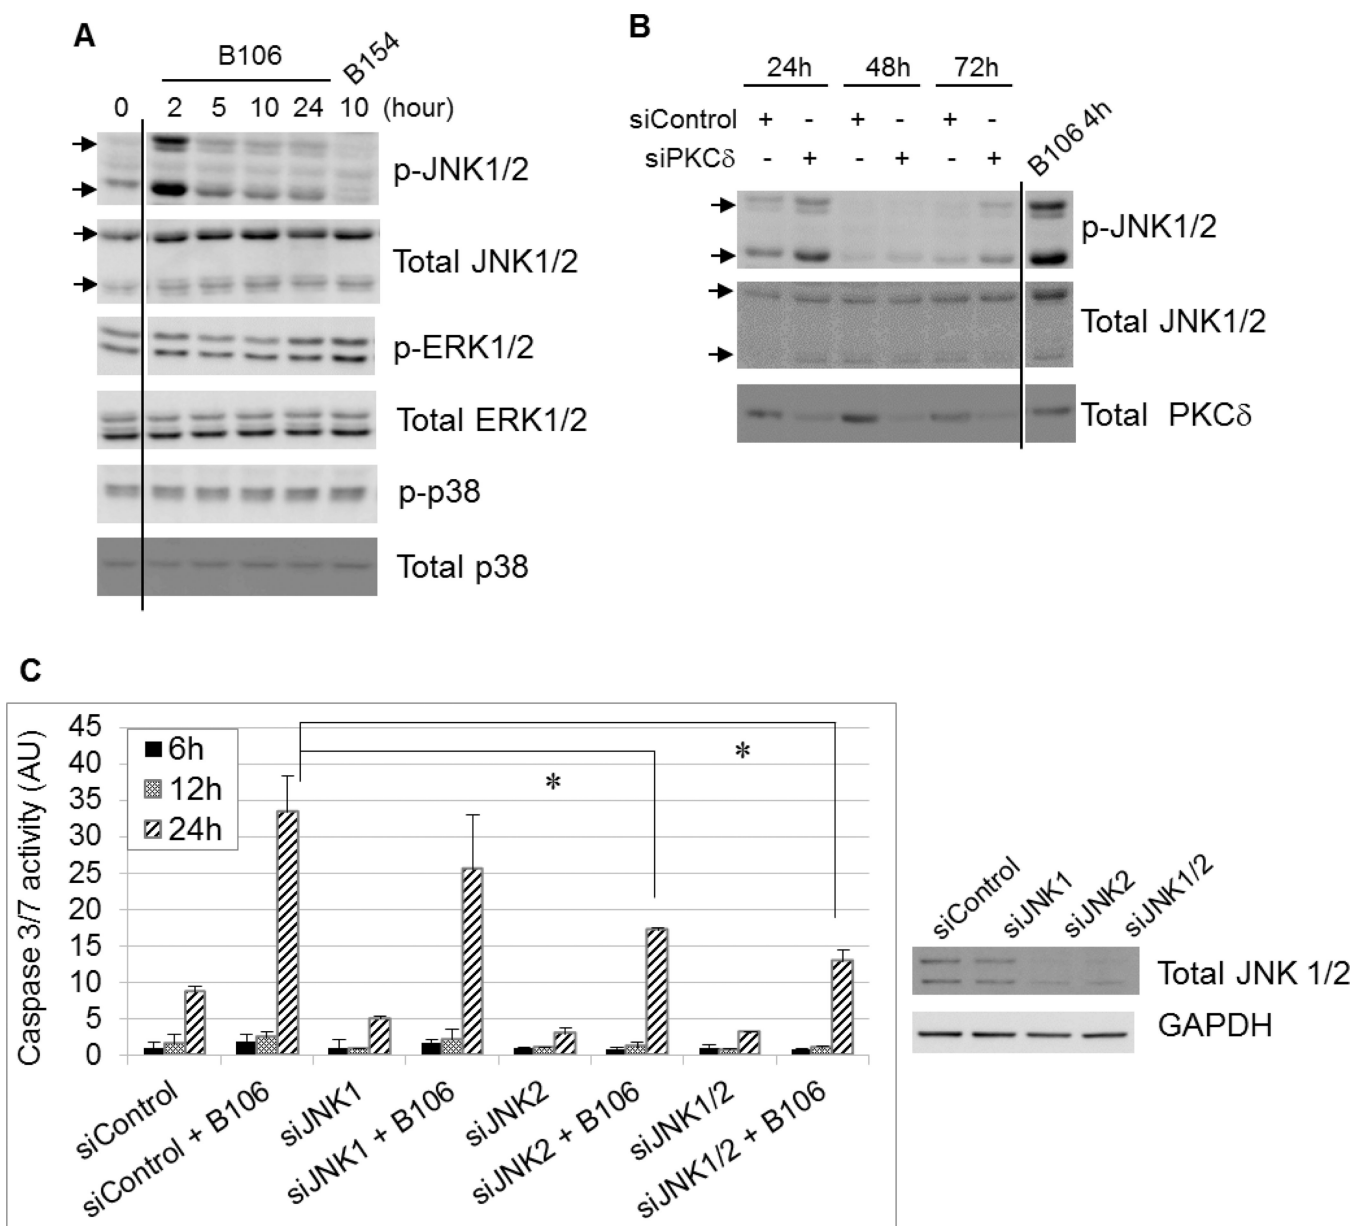 A
B106
B154
0 2 5 10 24 10 (hour)
p-JNK1/2
Total JNK1/2
p-ERK1/2
Total ERK1/2
p-p38
Total p38
B
24h 48h 72h
siControl + - + - + -
siPKCδ - + - + - +
B106 4h
p-JNK1/2
Total JNK1/2
Total PKCδ
C
Caspase 3/7 activity (AU)
45
40
35
30
25
20
15
10
5
0
6h
12h
24h
*
*
siControl
siControl + B106
siJNK1
siJNK1 + B106
siJNK2
siJNK2 + B106
siJNK1/2
siJNK1/2 + B106
siControl
siJNK1
siJNK2
siJNK1/2
Total JNK 1/2
GAPDH